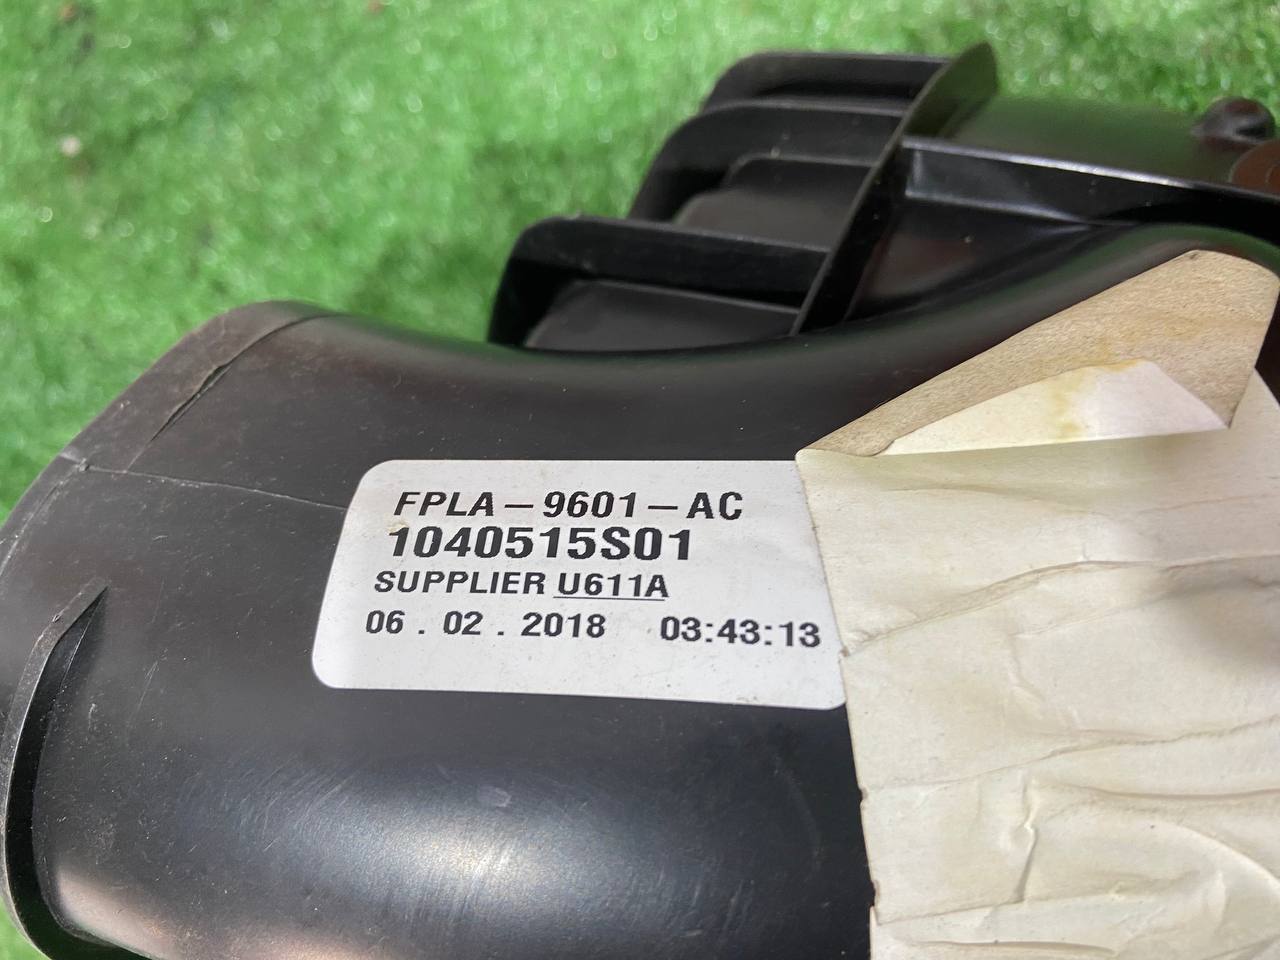 FPLA-9601-AC
1040515S01
SUPPLIER U611A
06.02.2018 03:43:13